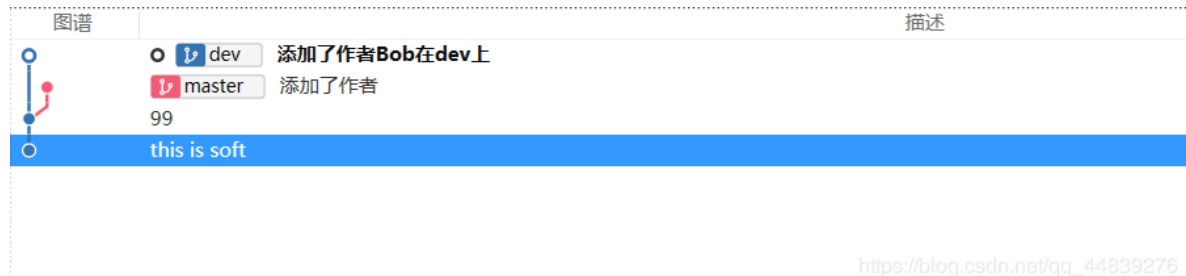 图谱 描述
dev 添加了作者Bob在dev上
master 添加了作者
99
this is soft
https://blog.csdn.net/qq_44839276